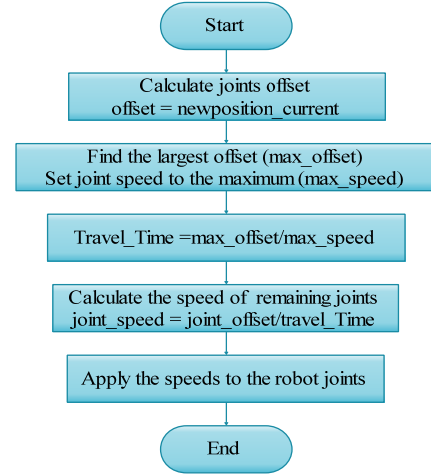 Start
Calculate joints offset
offset = newposition_current
Find the largest offset (max_offset)
Set joint speed to the maximum (max_speed)
Travel_Time =max_offset/max_speed
Calculate the speed of remaining joints
joint_speed = joint_offset/travel_Time
Apply the speeds to the robot joints
End